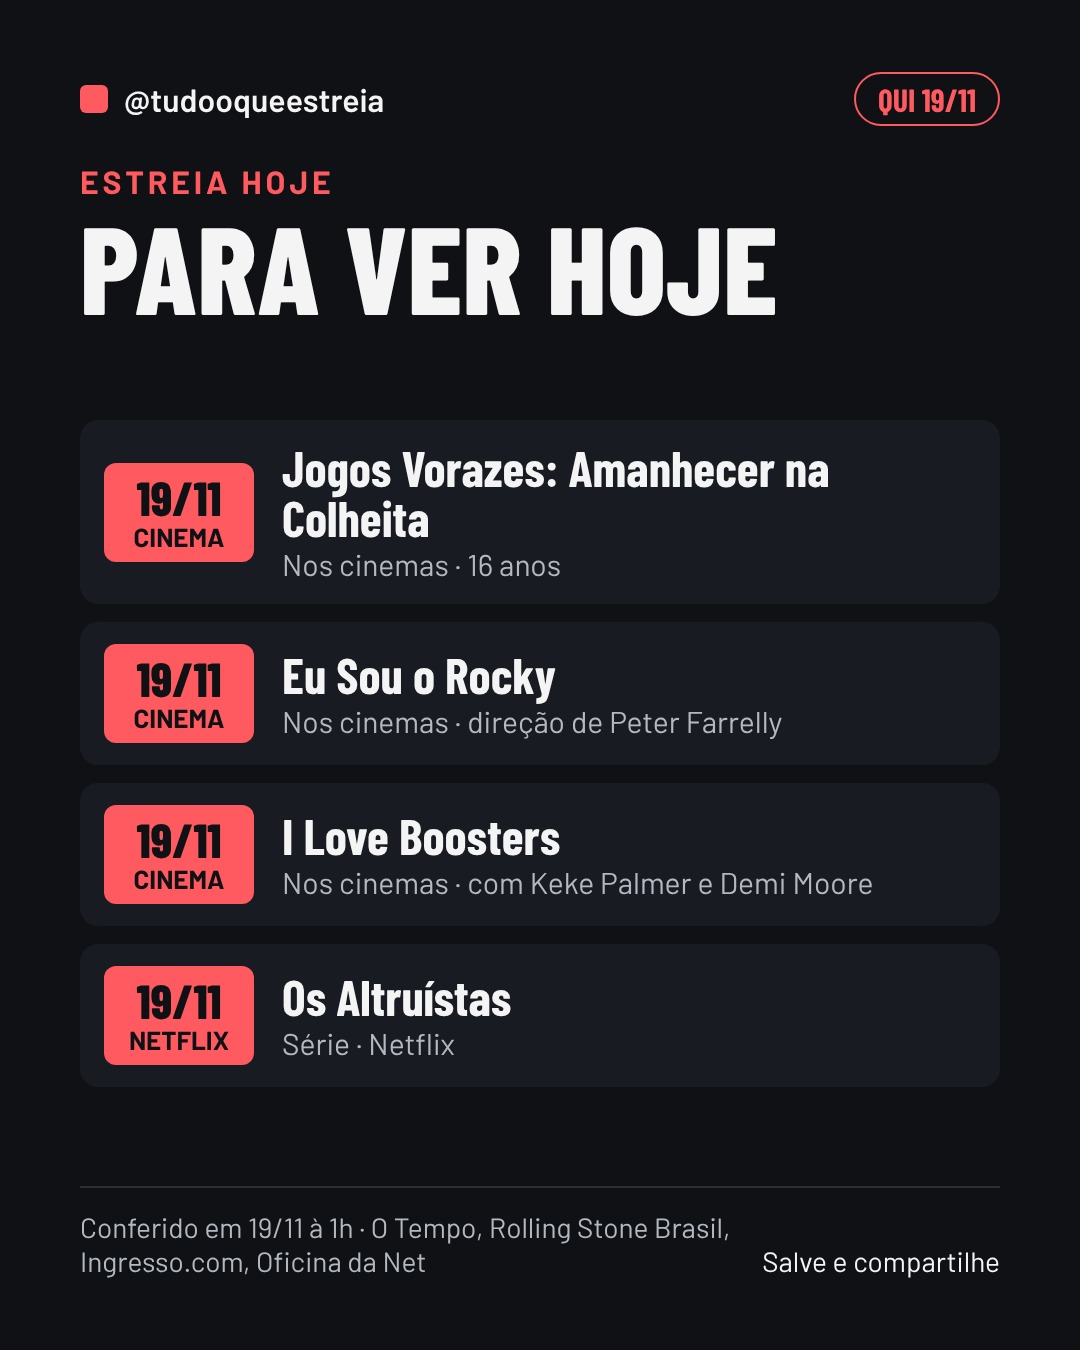 @tudooqueestreia
QUI 19/11
ESTREIA HOJE
PARA VER HOJE
19/11
CINEMA
Jogos Vorazes: Amanhecer na
Colheita
Nos cinemas · 16 anos
19/11
CINEMA
Eu Sou o Rocky
Nos cinemas · direção de Peter Farrelly
19/11
CINEMA
I Love Boosters
Nos cinemas · com Keke Palmer e Demi Moore
19/11
NETFLIX
Os Altruístas
Série · Netflix
Conferido em 19/11 à 1h · O Tempo, Rolling Stone Brasil,
Ingresso.com, Oficina da Net
Salve e compartilhe